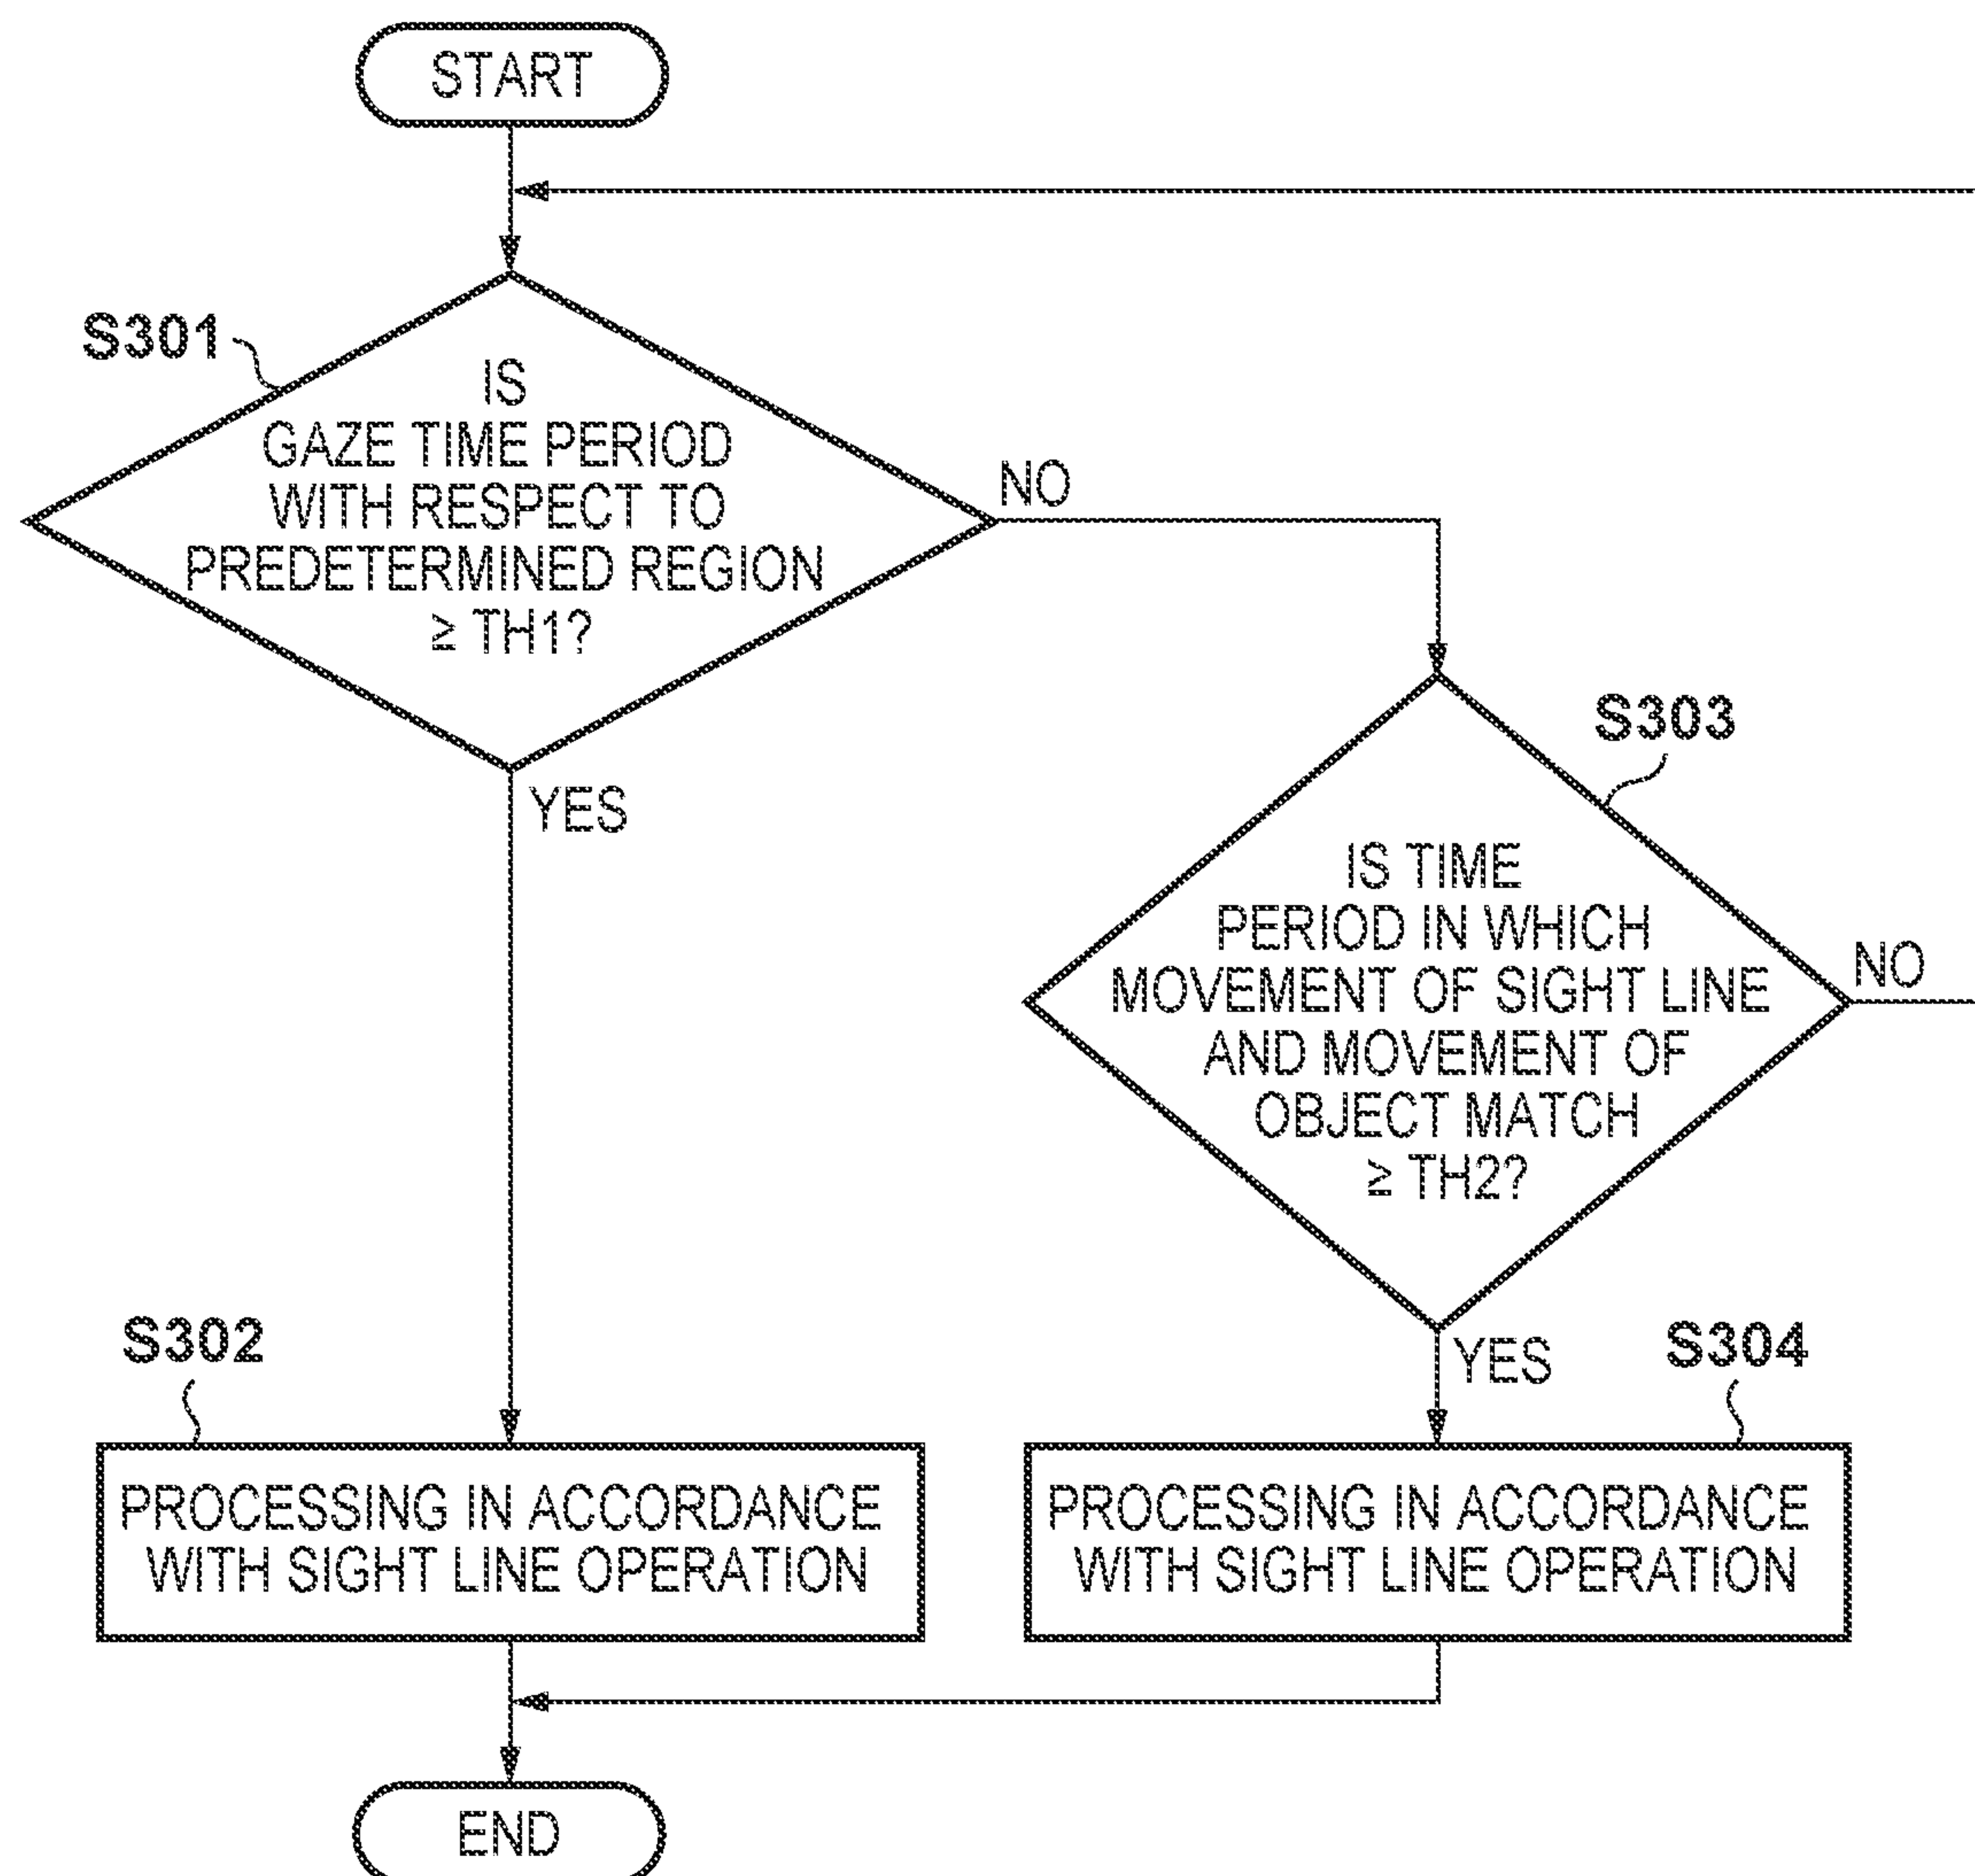 START
S301
IS
GAZE TIME PERIOD
WITH RESPECT TO
PREDETERMINED REGION
≥ TH1?
NO
YES
S303
IS TIME
PERIOD IN WHICH
MOVEMENT OF SIGHT LINE
AND MOVEMENT OF
OBJECT MATCH
≥ TH2?
NO
YES
S302
PROCESSING IN ACCORDANCE
WITH SIGHT LINE OPERATION
S304
PROCESSING IN ACCORDANCE
WITH SIGHT LINE OPERATION
END